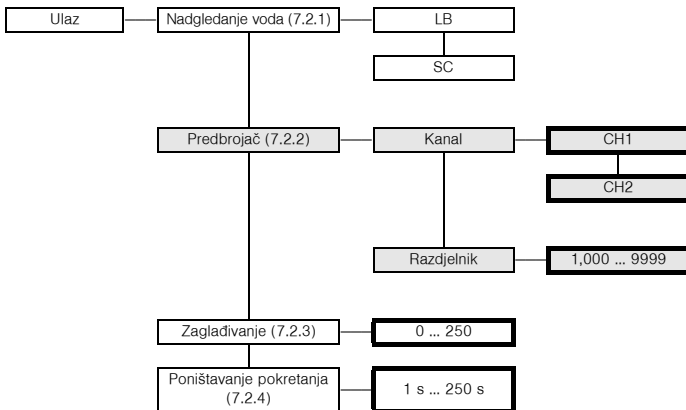 Ulaz
Nadgledanje voda (7.2.1)
LB
SC
Predbrojač (7.2.2)
Kanal
CH1
CH2
Razdjelnik
1,000 ... 9999
Zaglađivanje (7.2.3)
0 ... 250
Poništavanje pokretanja
(7.2.4)
1 s ... 250 s